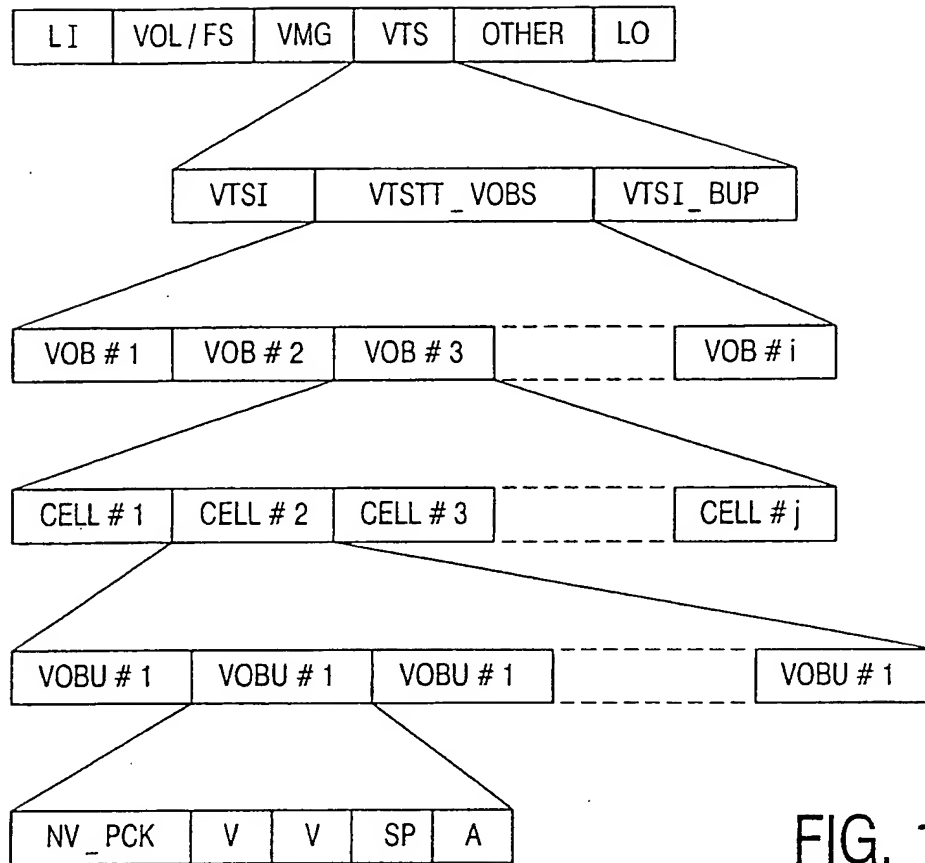 LI VOL/FS VMG VTS OTHER LO
VTSI VTSTT_VOBS VTSI_BUP
VOB # 1 VOB # 2 VOB # 3 VOB # i
CELL # 1 CELL # 2 CELL # 3 CELL # j
VOBU # 1 VOBU # 1 VOBU # 1 VOBU # 1
NV_PCK V V SP A
FIG. 1